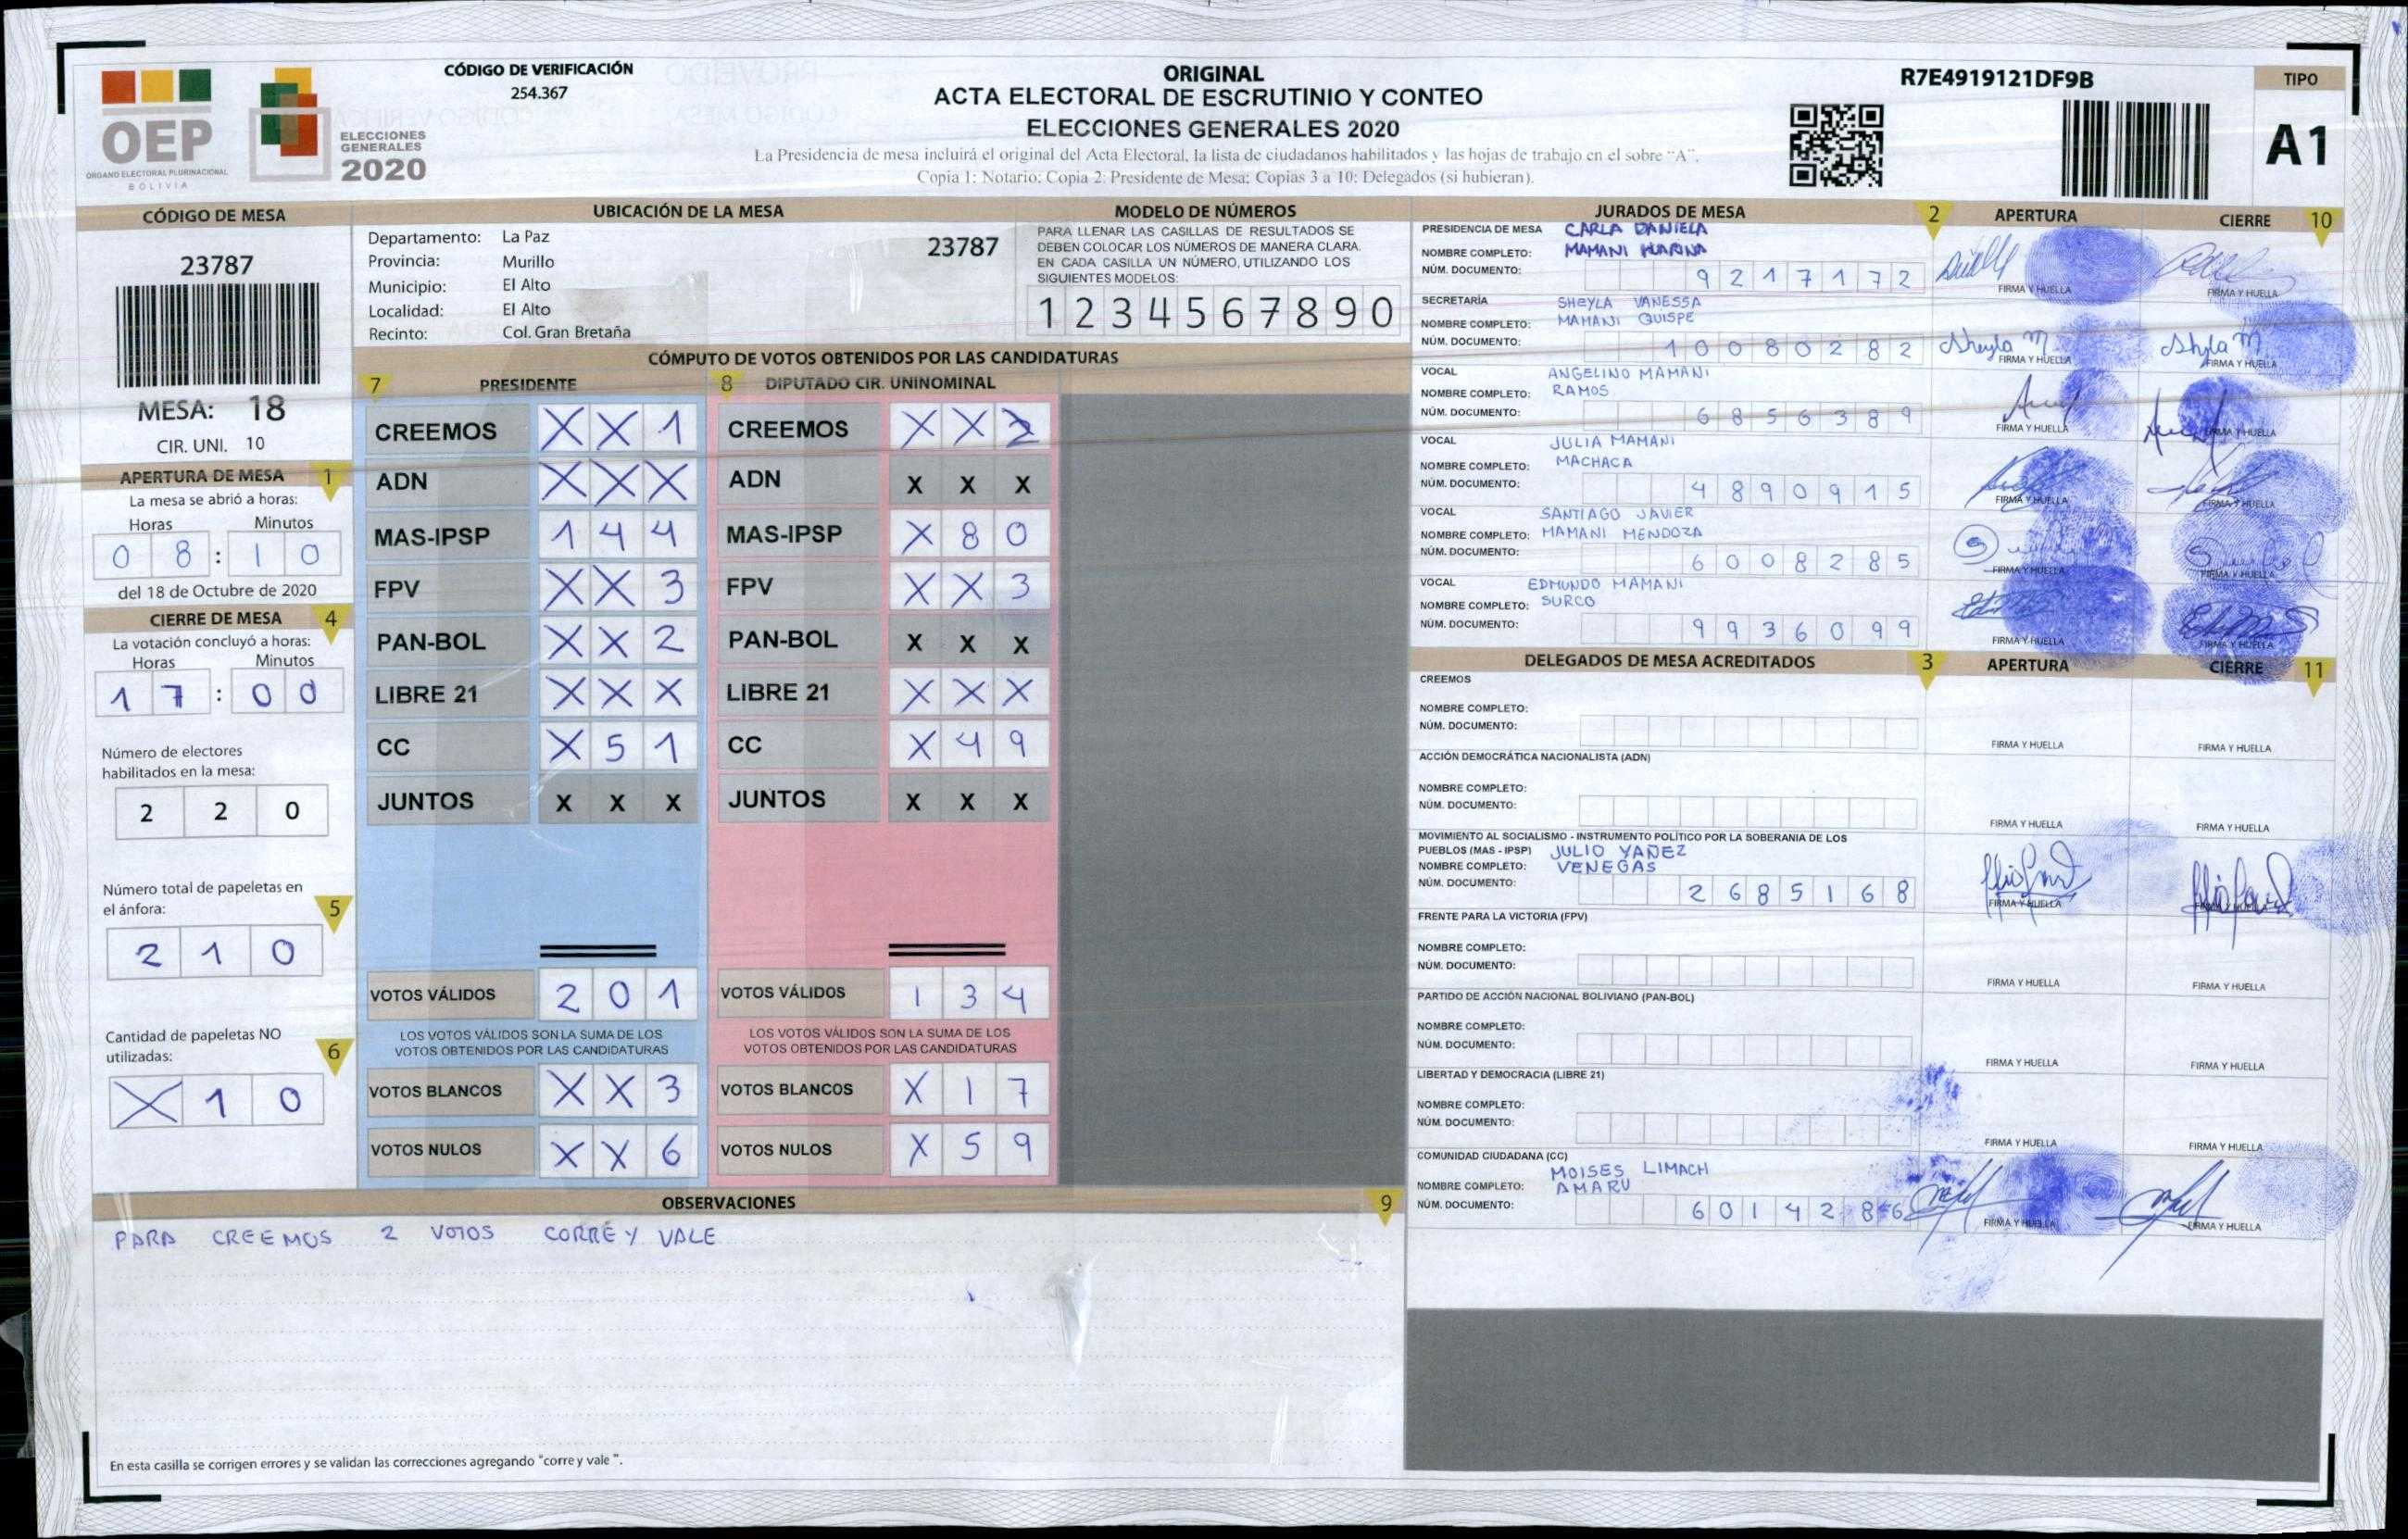 CÓDIGO DE VERIFICACIÓN
254.367
OEP
ÓRGANO ELECTORAL PLURINACIONAL
BOLIVIA
ELECCIONES
GENERALES
2020
ORIGINAL
ACTA ELECTORAL DE ESCRUTINIO Y CONTEO
ELECCIONES GENERALES 2020
La Presidencia de mesa incluirá el original del Acta Electoral, la lista de ciudadanos habilitados y las hojas de trabajo en el sobre "A".
Copia 1: Notario; Copia 2: Presidente de Mesa; Copias 3 a 10: Delegados (si hubieran).
R7E4919121DF9B
TIPO
A1
CÓDIGO DE MESA
23787
MESA: 18
CIR. UNI. 10
UBICACIÓN DE LA MESA
Departamento: La Paz
Provincia: Murillo
Municipio: El Alto
Localidad: El Alto
Recinto: Col. Gran Bretaña
23787
MODELO DE NÚMEROS
PARA LLENAR LAS CASILLAS DE RESULTADOS SE
DEBEN COLOCAR LOS NÚMEROS DE MANERA CLARA.
EN CADA CASILLA UN NÚMERO, UTILIZANDO LOS
SIGUIENTES MODELOS:
1 2 3 4 5 6 7 8 9 0
APERTURA DE MESA 1
La mesa se abrió a horas:
Horas Minutos
0 8 : 1 0
del 18 de Octubre de 2020
CIERRE DE MESA 4
La votación concluyó a horas:
Horas Minutos
1 7 : 0 0
Número de electores
habilitados en la mesa:
2 2 0
Número total de papeletas en
el ánfora: 5
2 1 0
Cantidad de papeletas NO
utilizadas: 6
X 1 0
CÓMPUTO DE VOTOS OBTENIDOS POR LAS CANDIDATURAS
7 PRESIDENTE
CREEMOS X X 1
ADN X X X
MAS-IPSP 1 4 4
FPV X X 3
PAN-BOL X X 2
LIBRE 21 X X X
CC X 5 1
JUNTOS X X X
VOTOS VÁLIDOS 2 0 1
LOS VOTOS VÁLIDOS SON LA SUMA DE LOS
VOTOS OBTENIDOS POR LAS CANDIDATURAS
VOTOS BLANCOS X X 3
VOTOS NULOS X X 6
8 DIPUTADO CIR. UNINOMINAL
CREEMOS X X 2
ADN X X X
MAS-IPSP X 8 0
FPV X X 3
PAN-BOL X X X
LIBRE 21 X X X
CC X 4 9
JUNTOS X X X
VOTOS VÁLIDOS 1 3 4
LOS VOTOS VÁLIDOS SON LA SUMA DE LOS
VOTOS OBTENIDOS POR LAS CANDIDATURAS
VOTOS BLANCOS X 1 7
VOTOS NULOS X 5 9
OBSERVACIONES 9
PARA CREEMOS 2 VOTOS CORRE Y VALE
En esta casilla se corrigen errores y se validan las correcciones agregando "corre y vale ".
JURADOS DE MESA 2 APERTURA CIERRE 10
PRESIDENCIA DE MESA CARLA DANIELA
NOMBRE COMPLETO: MAMANI
NÚM. DOCUMENTO: 9 2 1 7 1 7 2
FIRMA Y HUELLA FIRMA Y HUELLA
SECRETARÍA SHEYLA VANESSA
NOMBRE COMPLETO: MAMANI QUISPE
NÚM. DOCUMENTO: 1 0 0 8 0 2 8 2
Sheyla M
FIRMA Y HUELLA FIRMA Y HUELLA
VOCAL ANGELINO MAMANI
NOMBRE COMPLETO: RAMOS
NÚM. DOCUMENTO: 6 8 5 6 3 8 9
FIRMA Y HUELLA FIRMA Y HUELLA
VOCAL JULIA MAMANI
NOMBRE COMPLETO: MACHACA
NÚM. DOCUMENTO: 4 8 9 0 9 1 5
FIRMA Y HUELLA FIRMA Y HUELLA
VOCAL SANTIAGO JAVIER
NOMBRE COMPLETO: MAMANI MENDOZA
NÚM. DOCUMENTO: 6 0 0 8 2 8 5
FIRMA Y HUELLA FIRMA Y HUELLA
VOCAL EDMUNDO MAMANI
NOMBRE COMPLETO: SURCO
NÚM. DOCUMENTO: 9 9 3 6 0 9 9
FIRMA Y HUELLA FIRMA Y HUELLA
DELEGADOS DE MESA ACREDITADOS 3 APERTURA CIERRE 11
CREEMOS
NOMBRE COMPLETO:
NÚM. DOCUMENTO:
FIRMA Y HUELLA FIRMA Y HUELLA
ACCIÓN DEMOCRÁTICA NACIONALISTA (ADN)
NOMBRE COMPLETO:
NÚM. DOCUMENTO:
FIRMA Y HUELLA FIRMA Y HUELLA
MOVIMIENTO AL SOCIALISMO - INSTRUMENTO POLÍTICO POR LA SOBERANIA DE LOS
PUEBLOS (MAS - IPSP) JULIO YAÑEZ
NOMBRE COMPLETO: VENEGAS
NÚM. DOCUMENTO: 2 6 8 5 1 6 8
FIRMA Y HUELLA FIRMA Y HUELLA
FRENTE PARA LA VICTORIA (FPV)
NOMBRE COMPLETO:
NÚM. DOCUMENTO:
FIRMA Y HUELLA FIRMA Y HUELLA
PARTIDO DE ACCIÓN NACIONAL BOLIVIANO (PAN-BOL)
NOMBRE COMPLETO:
NÚM. DOCUMENTO:
FIRMA Y HUELLA FIRMA Y HUELLA
LIBERTAD Y DEMOCRACIA (LIBRE 21)
NOMBRE COMPLETO:
NÚM. DOCUMENTO:
FIRMA Y HUELLA FIRMA Y HUELLA
COMUNIDAD CIUDADANA (CC)
MOISES LIMACH
NOMBRE COMPLETO: AMARU
NÚM. DOCUMENTO: 6 0 1 4 2 8 6
FIRMA Y HUELLA FIRMA Y HUELLA